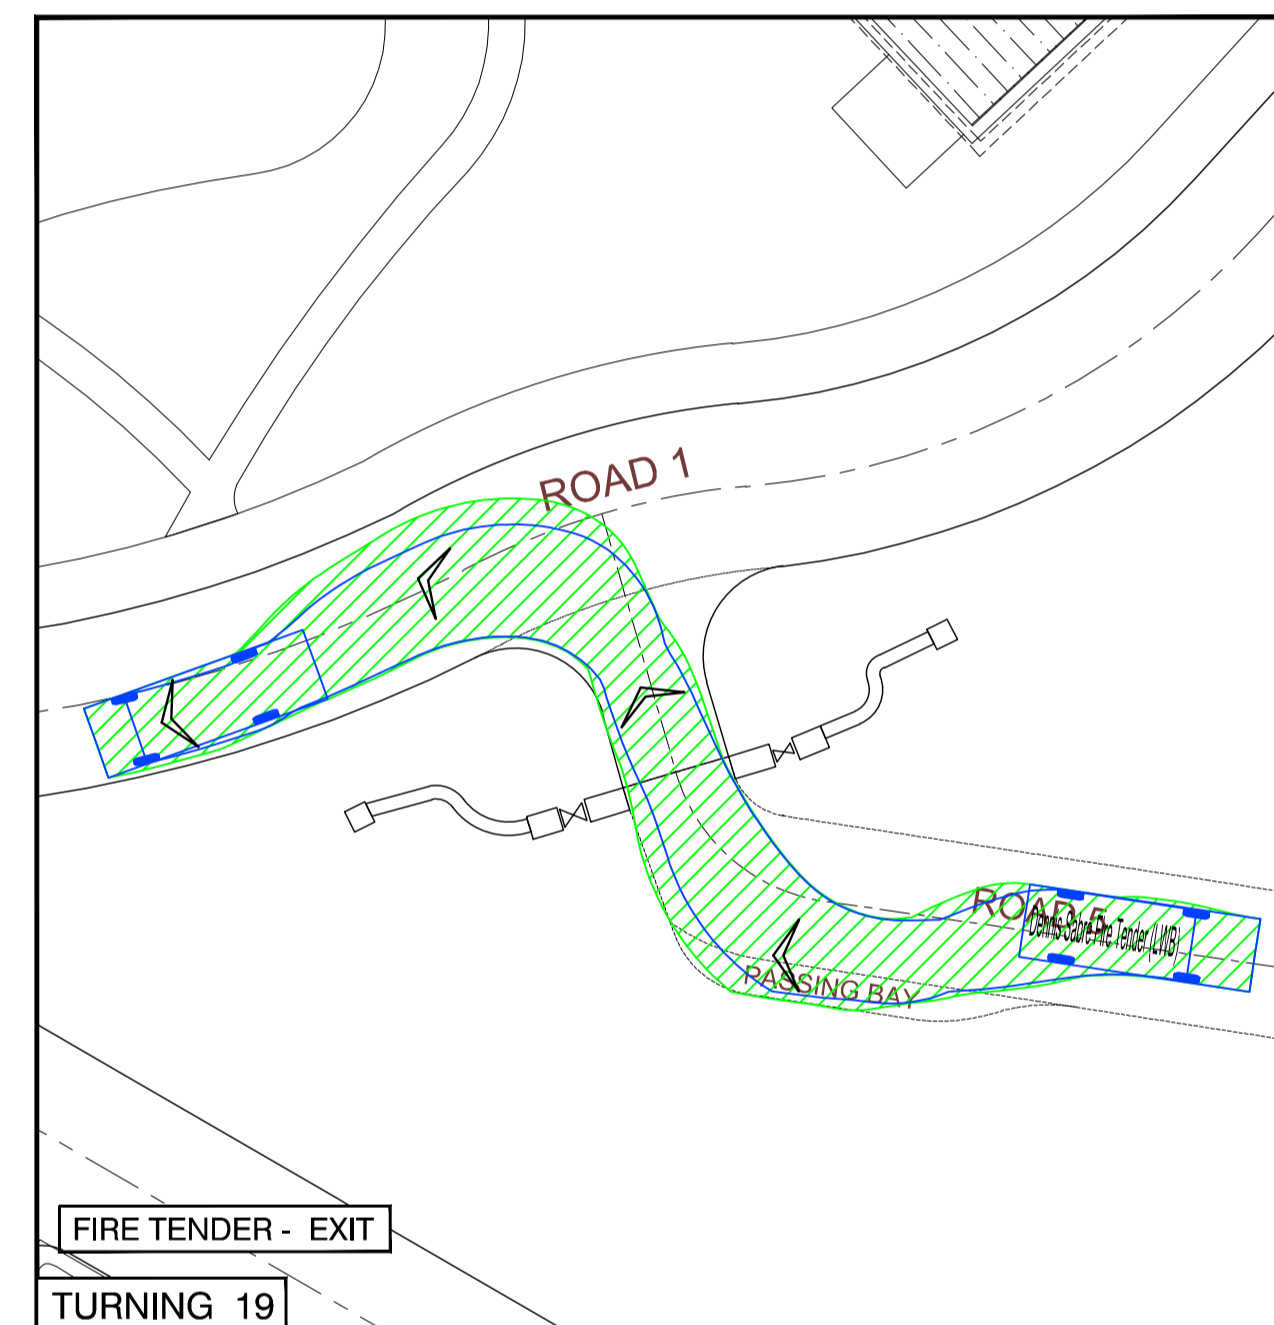 ROAD 1
ROAD 5
Dennis Sabre Fire Tender (LWB)
PASSING BAY
FIRE TENDER - EXIT
TURNING 19